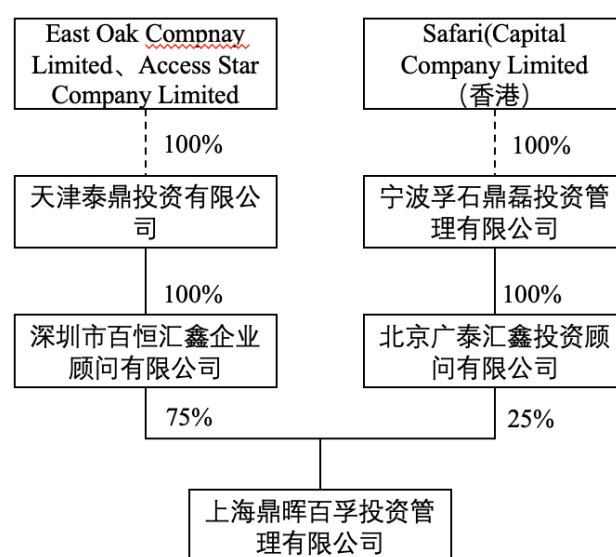 East Oak Compnay
Limited、Access Star
Company Limited
Safari(Capital
Company Limited
（香港）
100%
100%
天津泰鼎投资有限公
司
宁波孚石鼎磊投资管
理有限公司
100%
100%
深圳市百恒汇鑫企业
顾问有限公司
北京广泰汇鑫投资顾
问有限公司
75%
25%
上海鼎晖百孚投资管
理有限公司